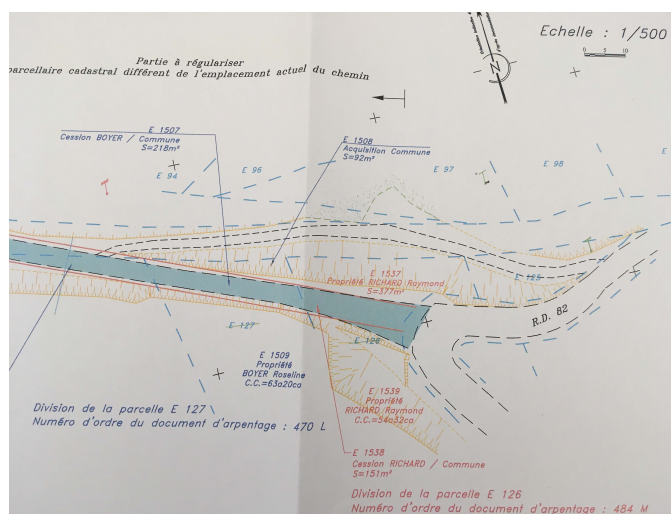 Echelle : 1/500
0 5 10
N
Partie à régulariser
parcellaire cadastral différent de l'emplacement actuel du chemin
E 1507
Cession BOYER / Commune
S=218m²
E 1508
Acquisition Commune
S=92m²
E 94
E 96
E 97
E 98
E
E 1537
Propriété RICHARD Raymond
S=377m²
E 125
R.D. 82
E 127
E 126
E 1509
Propriété
BOYER Roseline
C.C.=63a20ca
E 1539
Propriété
RICHARD Raymond
C.C.=54a32ca
Division de la parcelle E 127
Numéro d'ordre du document d'arpentage : 470 L
E 1538
Cession RICHARD / Commune
S=151m²
Division de la parcelle E 126
Numéro d'ordre du document d'arpentage : 484 M